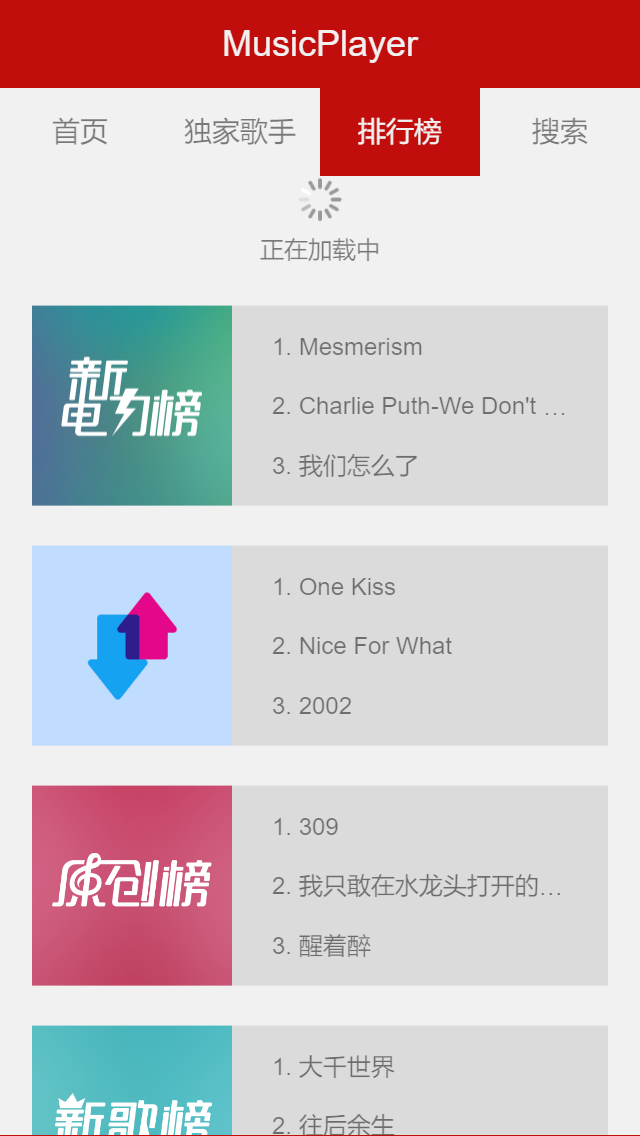 MusicPlayer
首页 独家歌手 排行榜 搜索
正在加载中
新
电力榜
1. Mesmerism
2. Charlie Puth-We Don't …
3. 我们怎么了
1. One Kiss
2. Nice For What
3. 2002
原创榜
1. 309
2. 我只敢在水龙头打开的…
3. 醒着醉
新歌榜
1. 大千世界
2. 往后余生